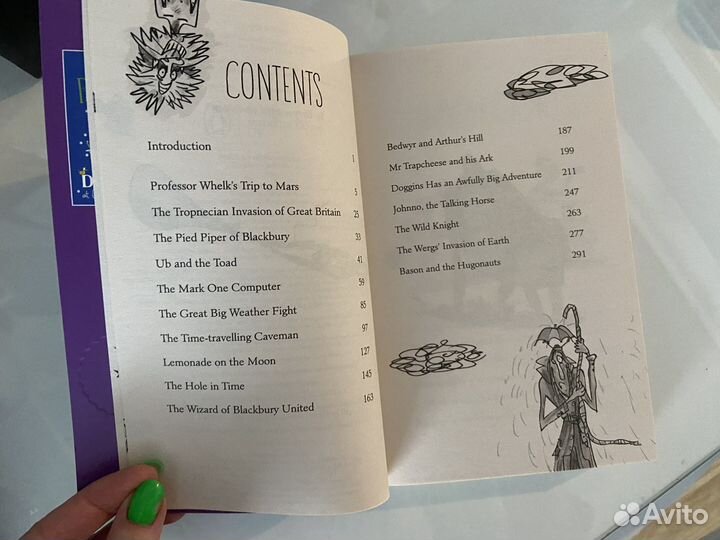 CONTENTS
Introduction 1
Professor Whelk's Trip to Mars 5
The Tropnecian Invasion of Great Britain 25
The Pied Piper of Blackbury 33
Ub and the Toad 41
The Mark One Computer 59
The Great Big Weather Fight 85
The Time-travelling Caveman 97
Lemonade on the Moon 127
The Hole in Time 145
The Wizard of Blackbury United 163
Bedwyr and Arthur's Hill 187
Mr Trapcheese and his Ark 199
Doggins Has an Awfully Big Adventure 211
Johnno, the Talking Horse 247
The Wild Knight 263
The Wergs' Invasion of Earth 277
Bason and the Hugonauts 291
Avito